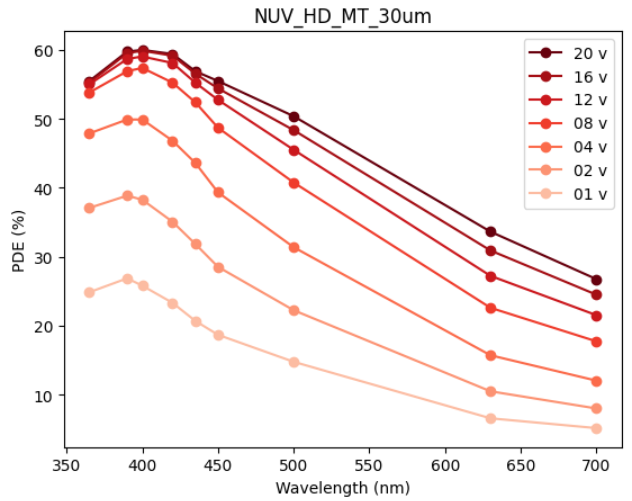 NUV_HD_MT_30um
60
50
40
30
20
10
PDE (%)
20 v
16 v
12 v
08 v
04 v
02 v
01 v
350 400 450 500 550 600 650 700
Wavelength (nm)